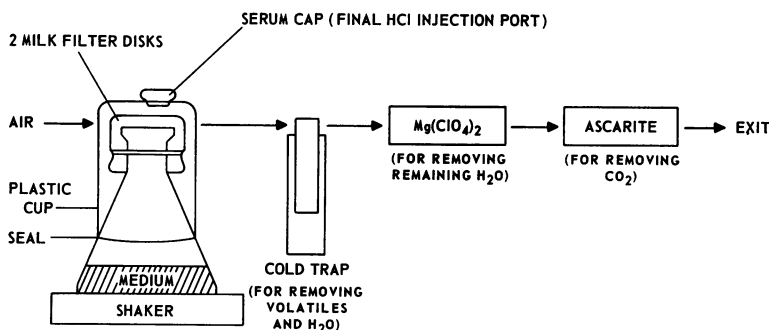 SERUM CAP (FINAL HCl INJECTION PORT)
2 MILK FILTER DISKS
AIR
PLASTIC
CUP
SEAL
MEDIUM
SHAKER
COLD TRAP
(FOR REMOVING
VOLATILES
AND H₂O)
Mg(ClO₄)₂
(FOR REMOVING
REMAINING H₂O)
ASCARITE
(FOR REMOVING
CO₂)
EXIT